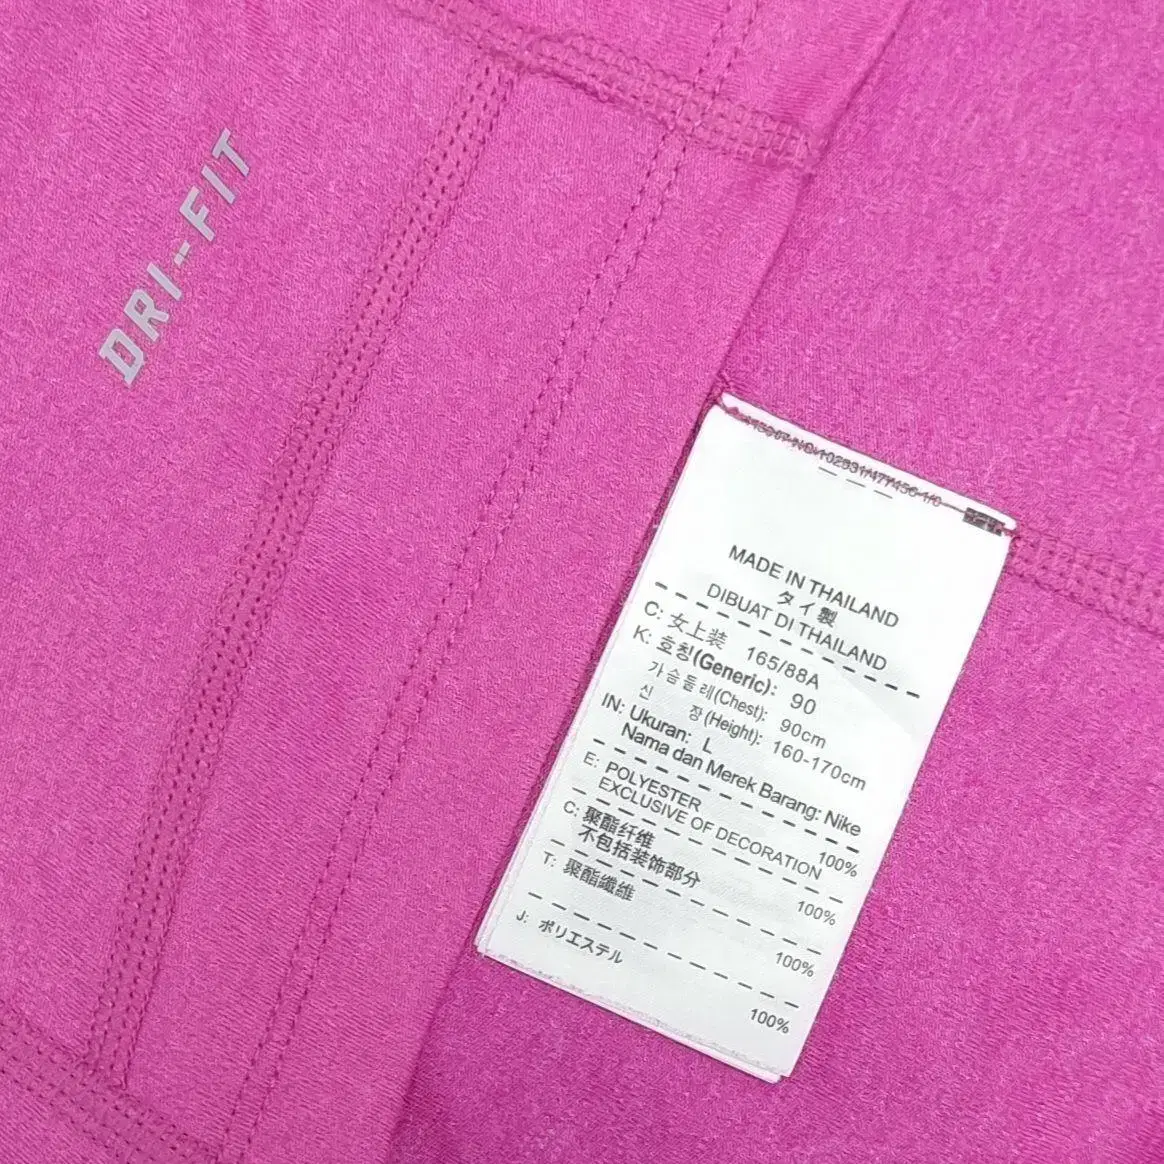 DRI-FIT
MADE IN THAILAND
タイ製
DIBUAT DI THAILAND
C: 女上装 165/88A
K: 호칭(Generic): 90
가슴둘레(Chest): 90cm
신 장(Height): 160-170cm
IN: Ukuran: L
Nama dan Merek Barang: Nike
E: POLYESTER 100%
EXCLUSIVE OF DECORATION
C: 聚酯纤维 100%
不包括装饰部分
T: 聚酯纖維 100%
J: ポリエステル 100%